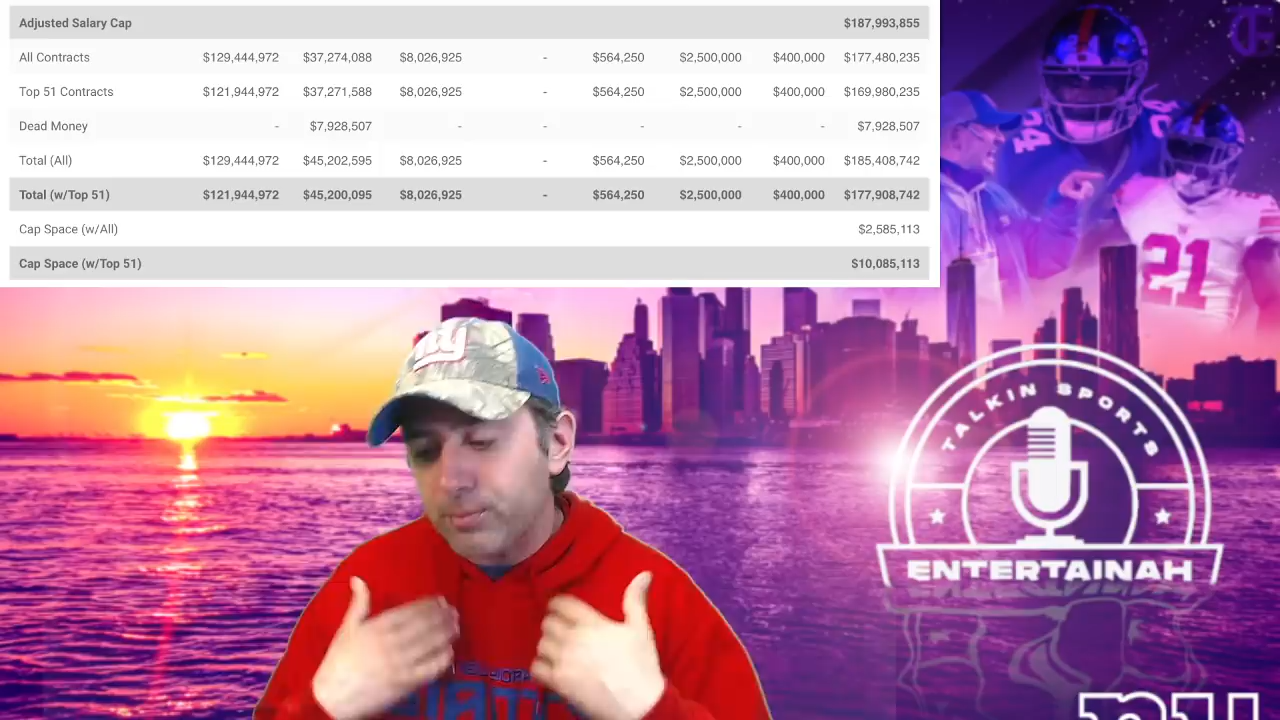 Adjusted Salary Cap $187,993,855
All Contracts $129,444,972 $37,274,088 $8,026,925 - $564,250 $2,500,000 $400,000 $177,480,235
Top 51 Contracts $121,944,972 $37,271,588 $8,026,925 - $564,250 $2,500,000 $400,000 $169,980,235
Dead Money - $7,928,507 - - - - - $7,928,507
Total (All) $129,444,972 $45,202,595 $8,026,925 - $564,250 $2,500,000 $400,000 $185,408,742
Total (w/Top 51) $121,944,972 $45,200,095 $8,026,925 - $564,250 $2,500,000 $400,000 $177,908,742
Cap Space (w/All) $2,585,113
Cap Space (w/Top 51) $10,085,113
21
ny
TALKIN SPORTS
ENTERTAINAH
ny